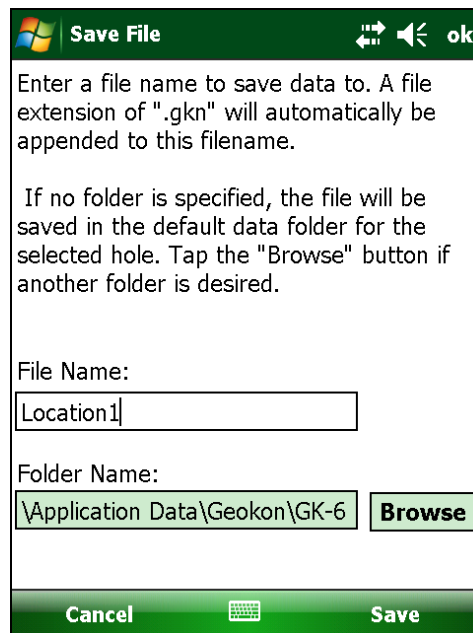 Save File
ok
Enter a file name to save data to. A file
extension of ".gkn" will automatically be
appended to this filename.
If no folder is specified, the file will be
saved in the default data folder for the
selected hole. Tap the "Browse" button if
another folder is desired.
File Name:
Location1
Folder Name:
\Application Data\Geokon\GK-6
Browse
Cancel
Save